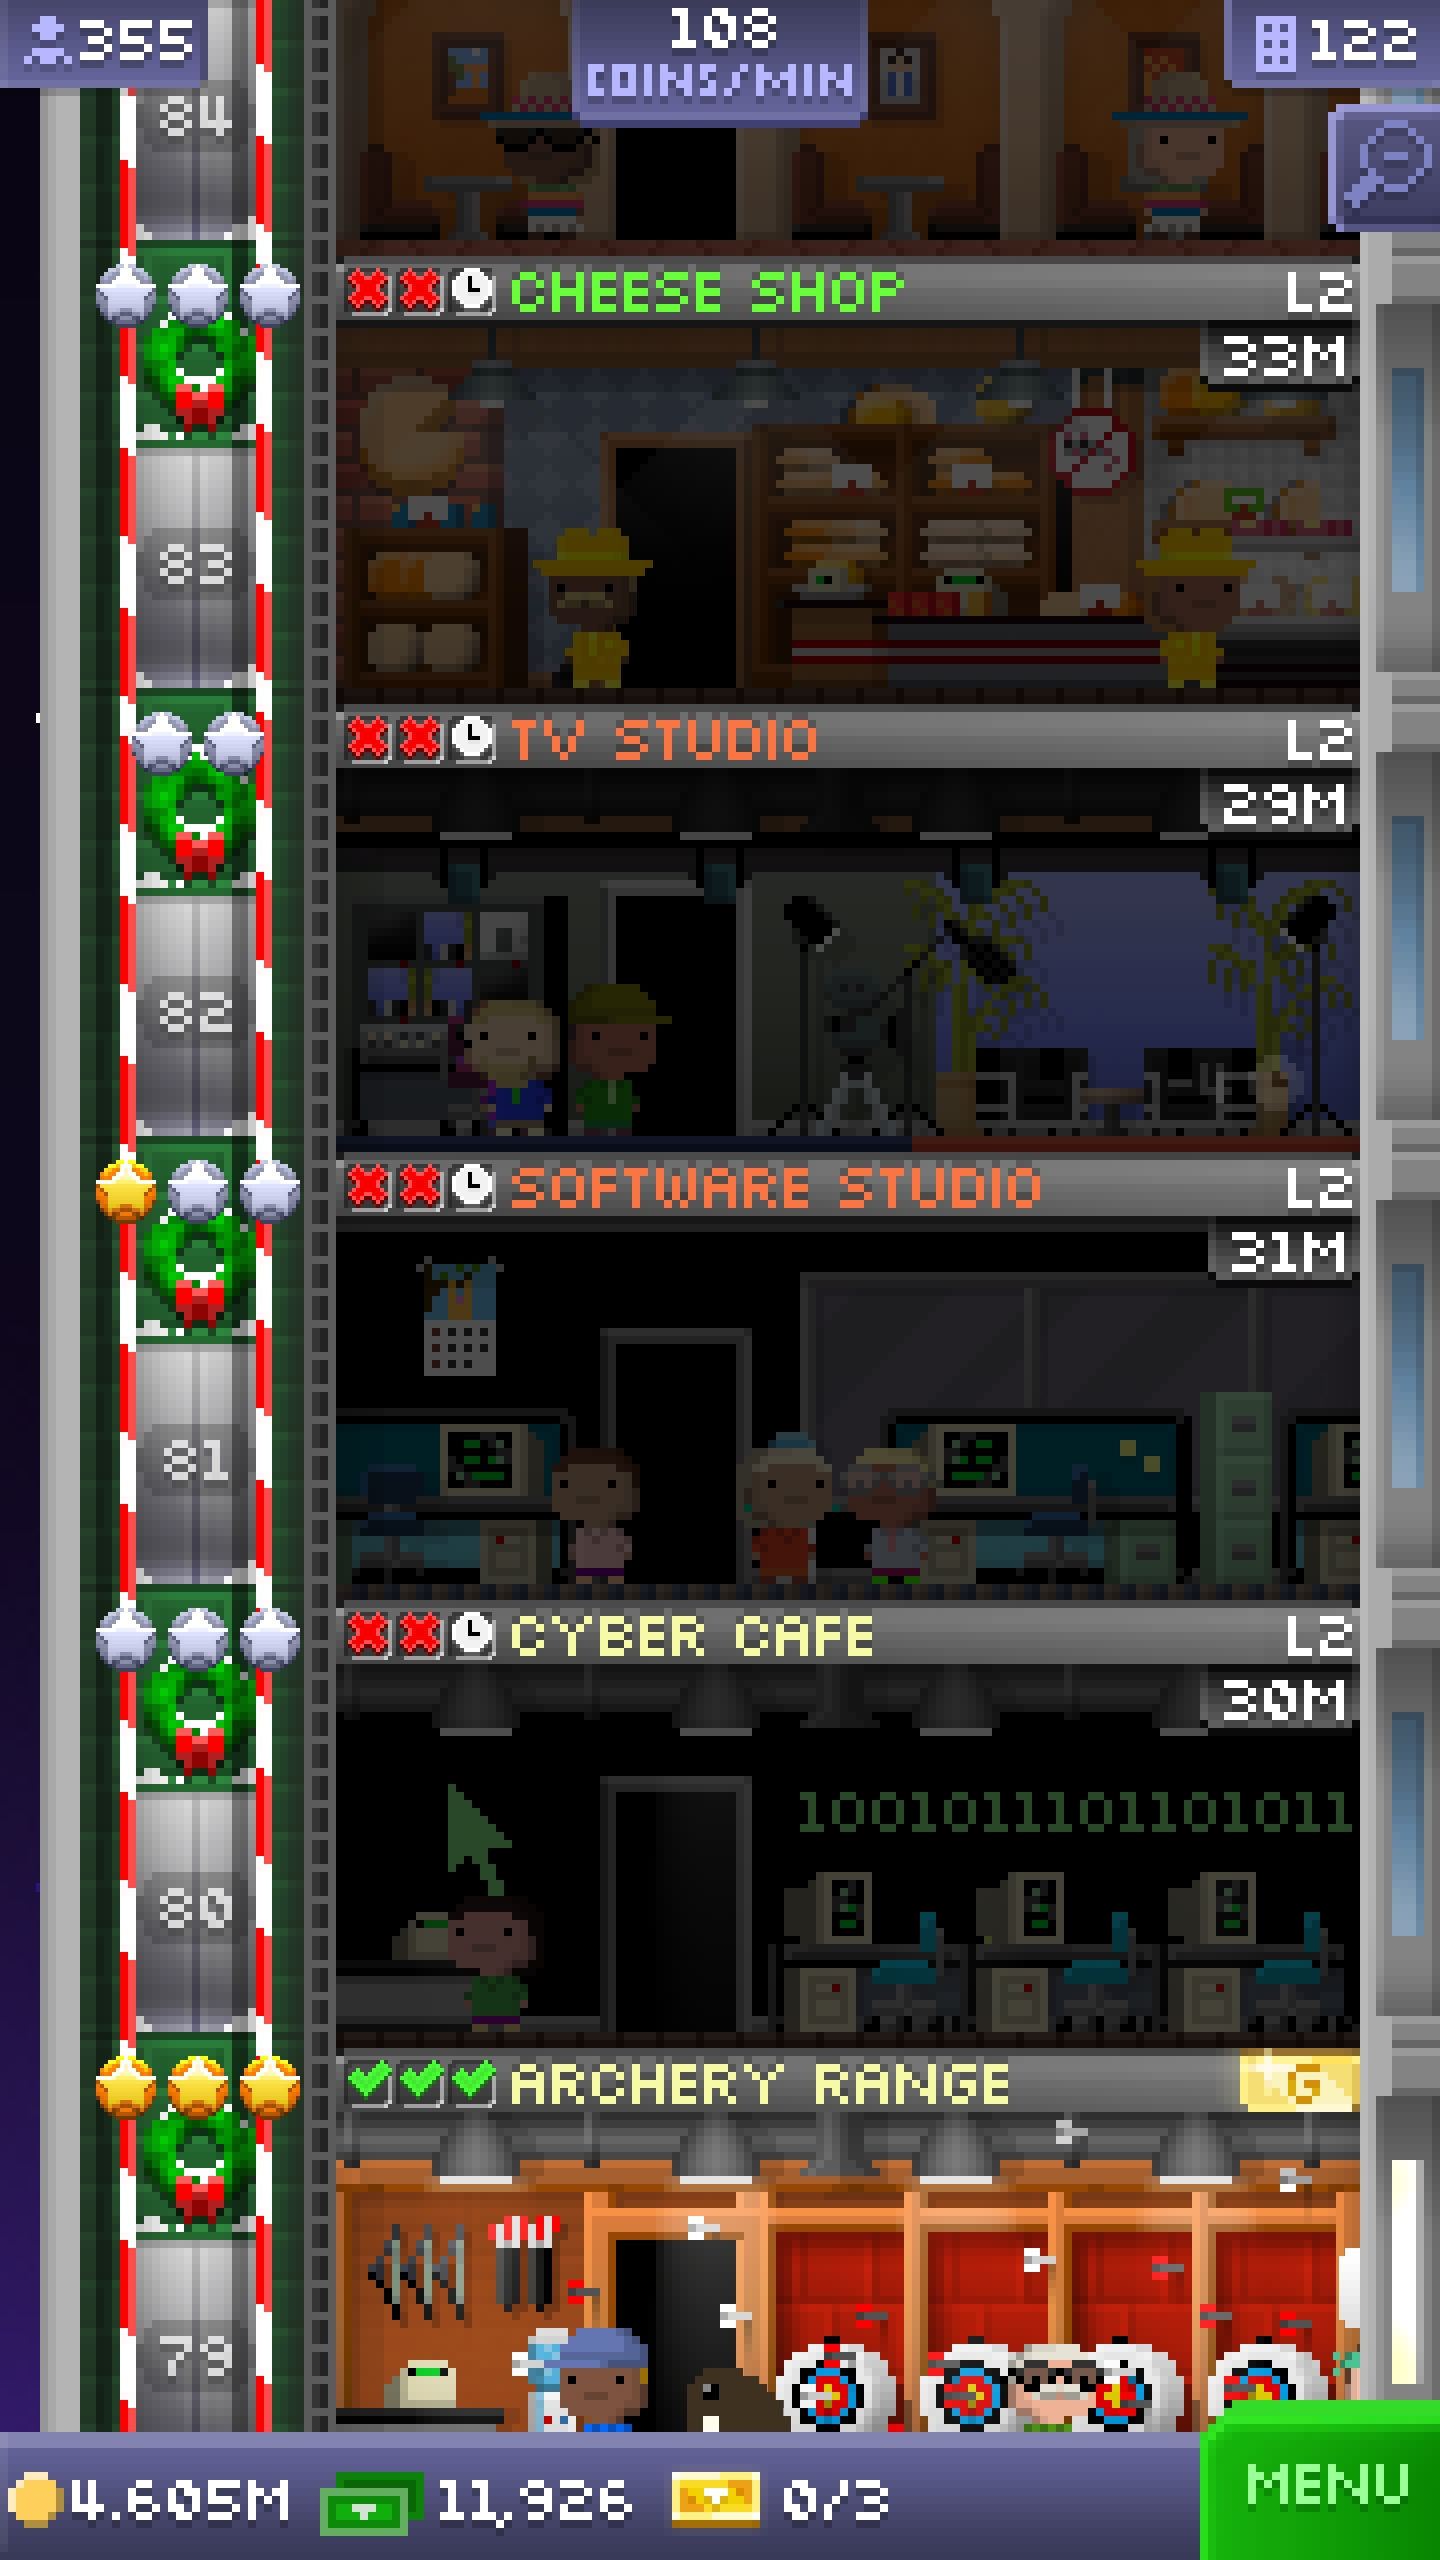 355
108
COINS/MIN
122
84
CHEESE SHOP L2
33M
83
TV STUDIO L2
29M
82
SOFTWARE STUDIO L2
31M
81
CYBER CAFE L2
30M
1001011101101011
80
ARCHERY RANGE G
79
4.605M 11,926 0/3 MENU